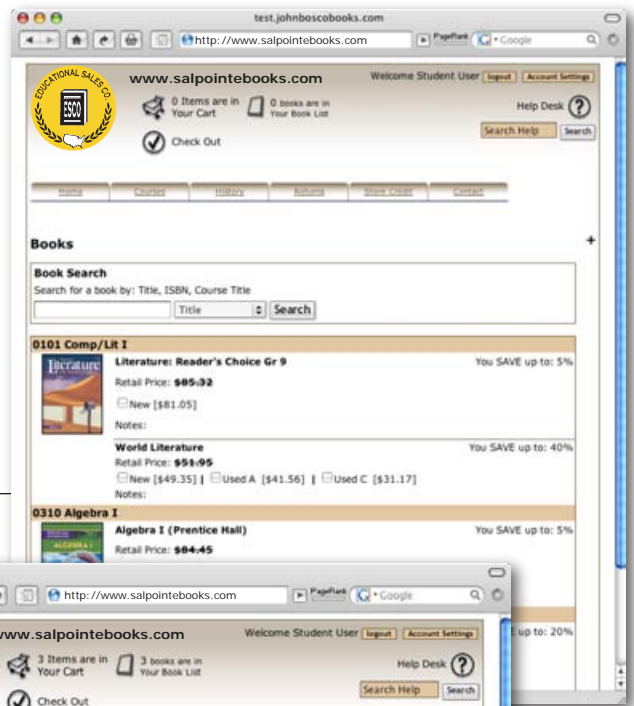 test.johnboscobooks.com
http://www.salpointebooks.com
PageRank
Google
EDUCATIONAL SALES CO.
ESCO
www.salpointebooks.com
Welcome Student User logout Account Settings
0 Items are in Your Cart
0 books are in Your Book List
Help Desk
Search Help Search
Check Out
Home Courses History Returns Store Credit Contact
Books +
Book Search
Search for a book by: Title, ISBN, Course Title
Title Search
0101 Comp/Lit I
Literature
Literature: Reader's Choice Gr 9 You SAVE up to: 5%
Retail Price: $85.32
New [$81.05]
Notes:
World Literature You SAVE up to: 40%
Retail Price: $51.95
New [$49.35] | Used A [$41.56] | Used C [$31.17]
Notes:
0310 Algebra I
ALGEBRA 1
Algebra I (Prentice Hall) You SAVE up to: 5%
Retail Price: $84.45
up to: 20%
http://www.salpointebooks.com
PageRank
Google
ww.salpointebooks.com
Welcome Student User logout Account Settings
3 Items are in Your Cart
3 books are in Your Book List
Help Desk
Search Help Search
Check Out